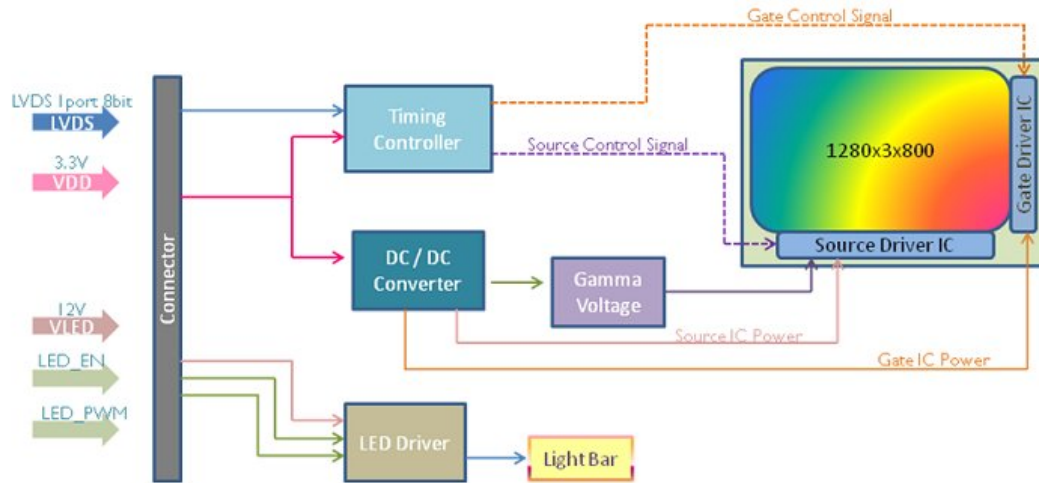 Gate Control Signal
LVDS 1port 8bit
LVDS
3.3V
VDD
12V
VLED
LED_EN
LED_PWM
Connector
Timing
Controller
Source Control Signal
DC / DC
Converter
Gamma
Voltage
Source IC Power
Gate IC Power
LED Driver
Light Bar
1280x3x800
Gate Driver IC
Source Driver IC